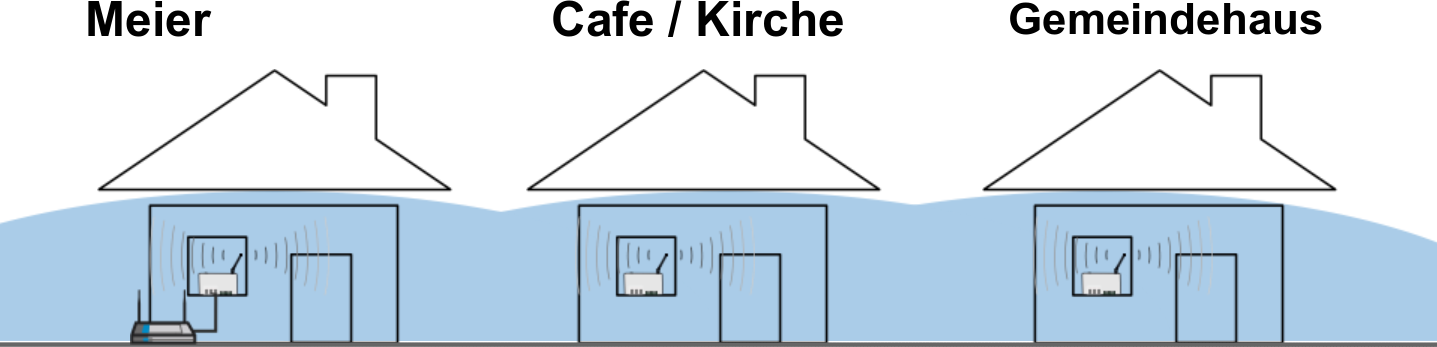 Meier
Cafe / Kirche
Gemeindehaus